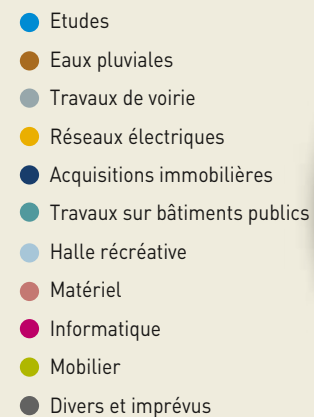 Etudes
Eaux pluviales
Travaux de voirie
Réseaux électriques
Acquisitions immobilières
Travaux sur bâtiments publics
Halle récréative
Matériel
Informatique
Mobilier
Divers et imprévus